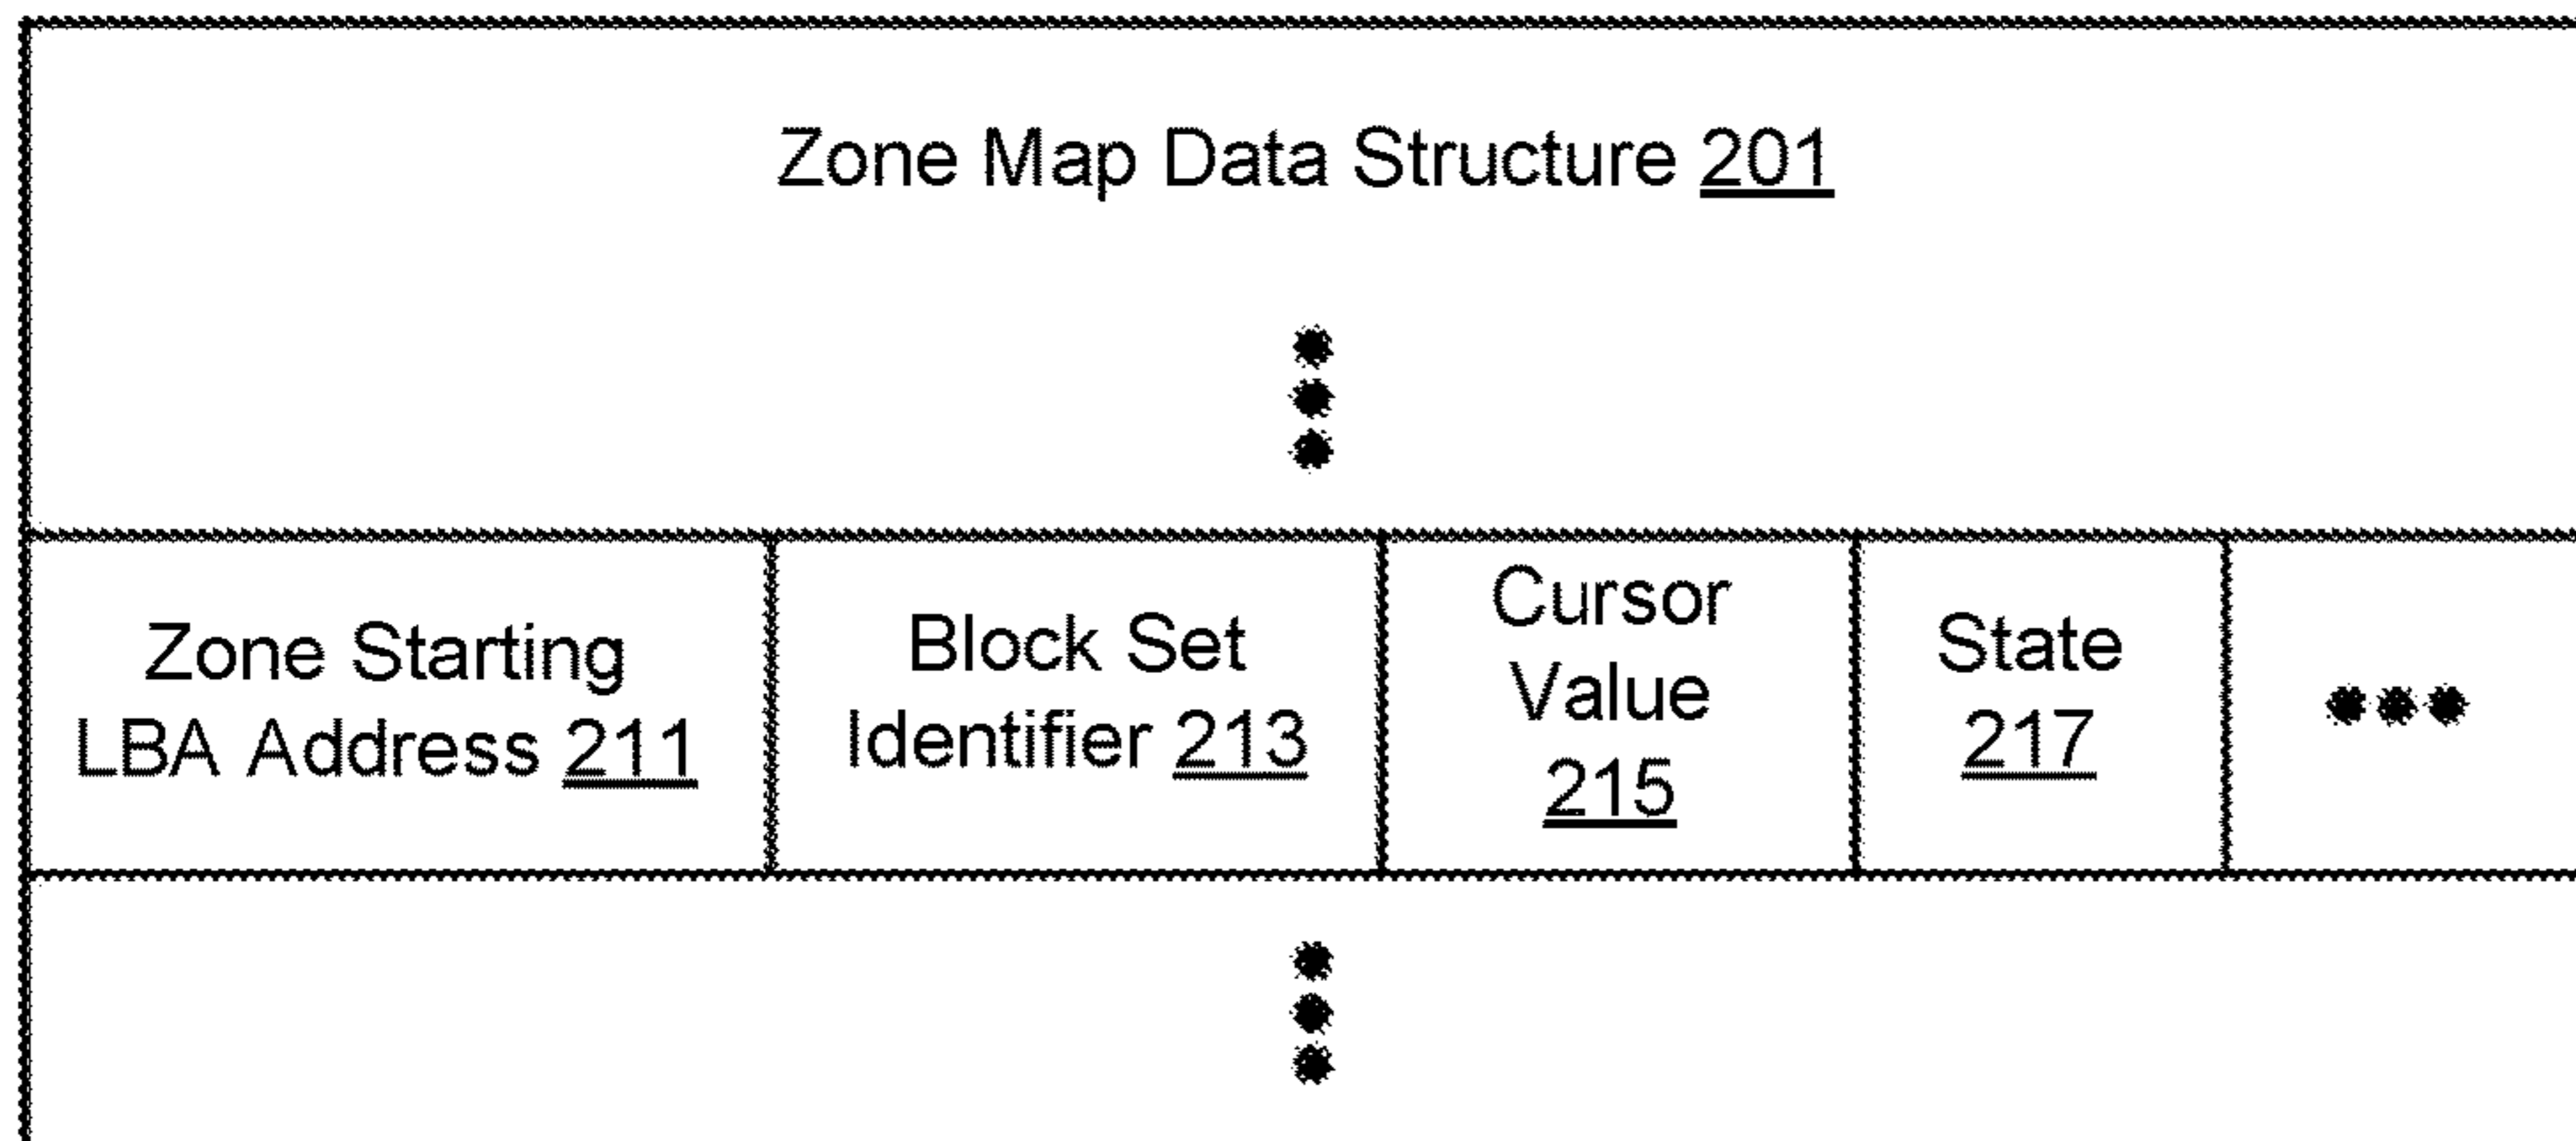 Zone Map Data Structure 201
Zone Starting
LBA Address 211
Block Set
Identifier 213
Cursor
Value
215
State
217